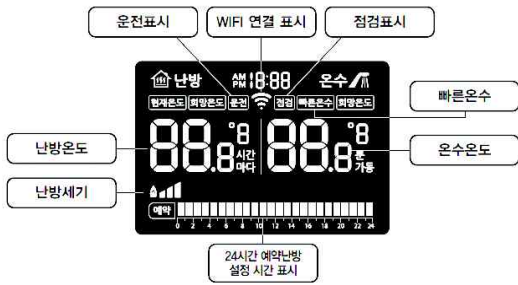 운전표시
WIFI 연결 표시
점검표시
난방
AM
PM
18:88
온수
현재온도
희망온도
운전
점검
빠른온수
희망온도
빠른온수
88.8
°8
시간
마다
88.8
°8
분
가동
난방온도
온수온도
난방세기
예약
0 2 4 6 8 10 12 14 16 18 20 22 24
24시간 예약난방
설정 시간 표시